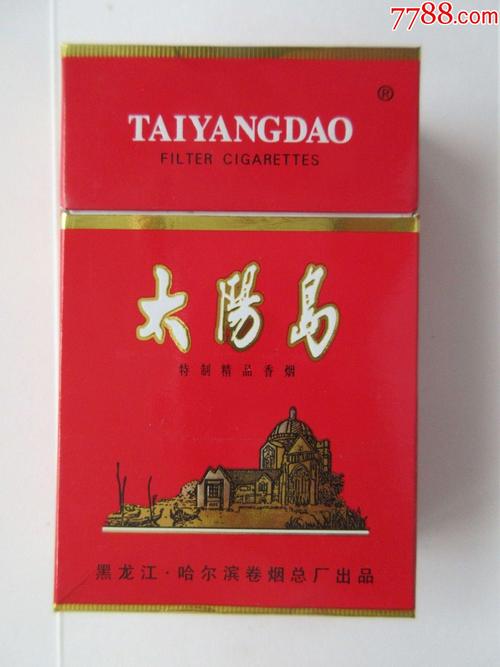 7788.com
®
TAIYANGDAO
FILTER CIGARETTES
太陽島
特制精品香烟
黑龙江·哈尔滨卷烟总厂出品